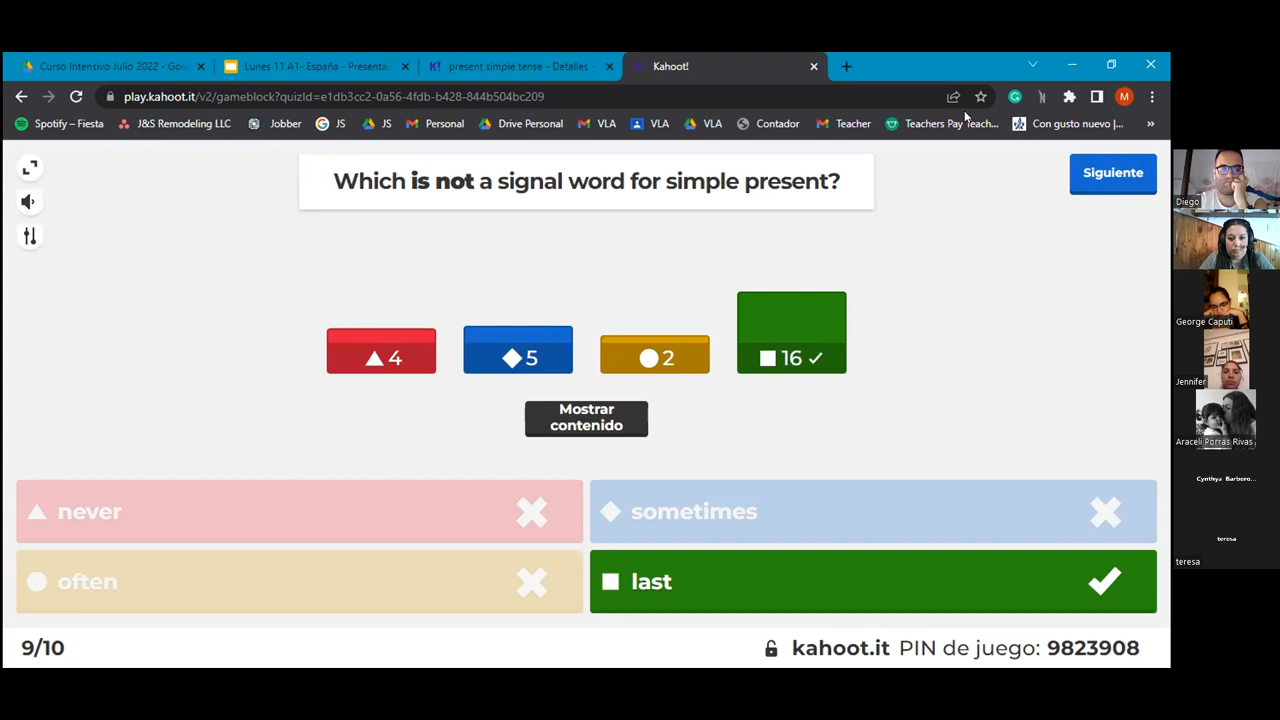 Curso Intensivo Julio 2022 - Goo
Lunes 11 A1- España - Presenta
K! present simple tense - Detalles -
Kahoot!
play.kahoot.it/v2/gameblock?quizId=e1db3cc2-0a56-4fdb-b428-844b504bc209
M
Spotify – Fiesta
J&S Remodeling LLC
Jobber
JS
JS
Personal
Drive Personal
VLA
VLA
VLA
Contador
Teacher
Teachers Pay Teach...
Con gusto nuevo |...
»
Which is not a signal word for simple present?
Siguiente
4
5
2
16
Mostrar
contenido
never
sometimes
often
last
9/10
kahoot.it PIN de juego: 9823908
Diego
George Caputi
Jennifer
Araceli Porras Rivas
Cynthya Barbero...
teresa
teresa